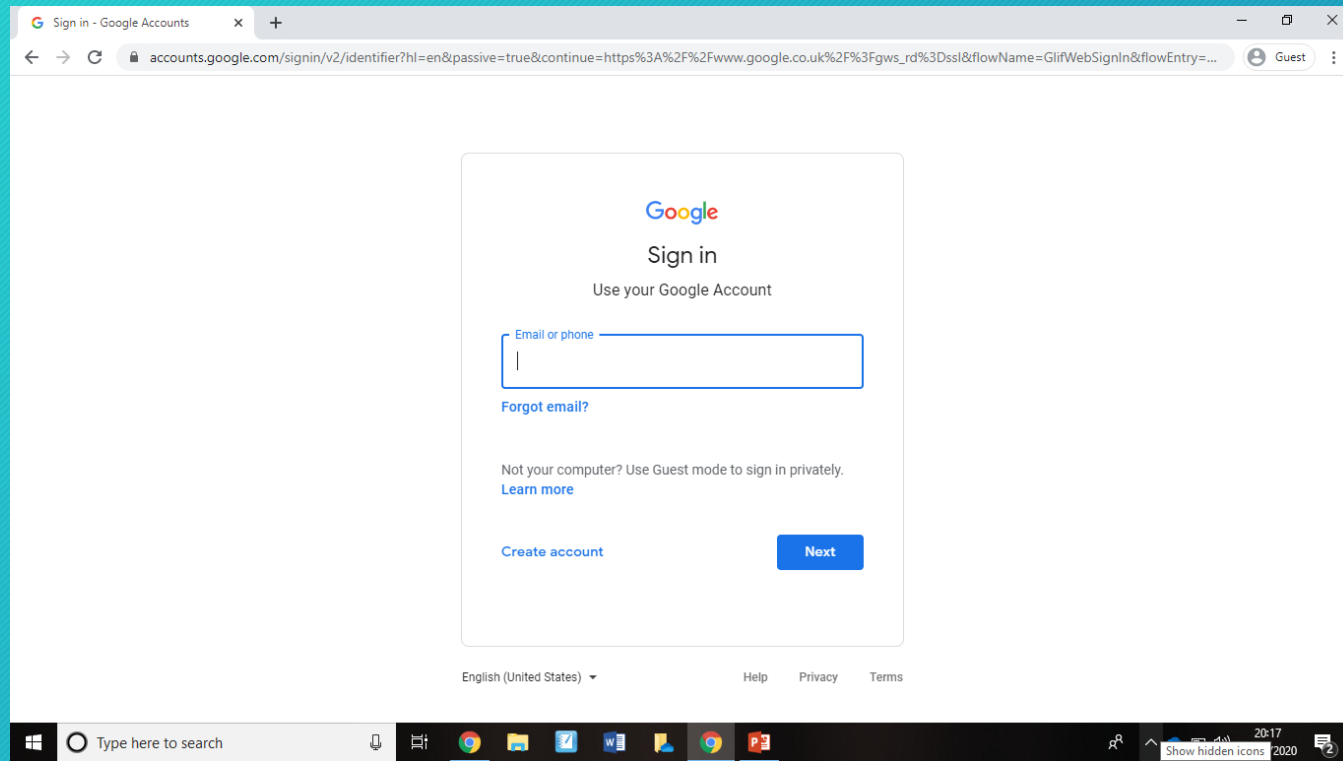 Sign in - Google Accounts
accounts.google.com/signin/v2/identifier?hl=en&passive=true&continue=https%3A%2F%2Fwww.google.co.uk%2F%3Fgws_rd%3Dssl&flowName=GlifWebSignIn&flowEntry=...
Guest
Google
Sign in
Use your Google Account
Email or phone
Forgot email?
Not your computer? Use Guest mode to sign in privately.
Learn more
Create account
Next
English (United States)
Help Privacy Terms
Type here to search
20:17
Show hidden icons
/2020
2